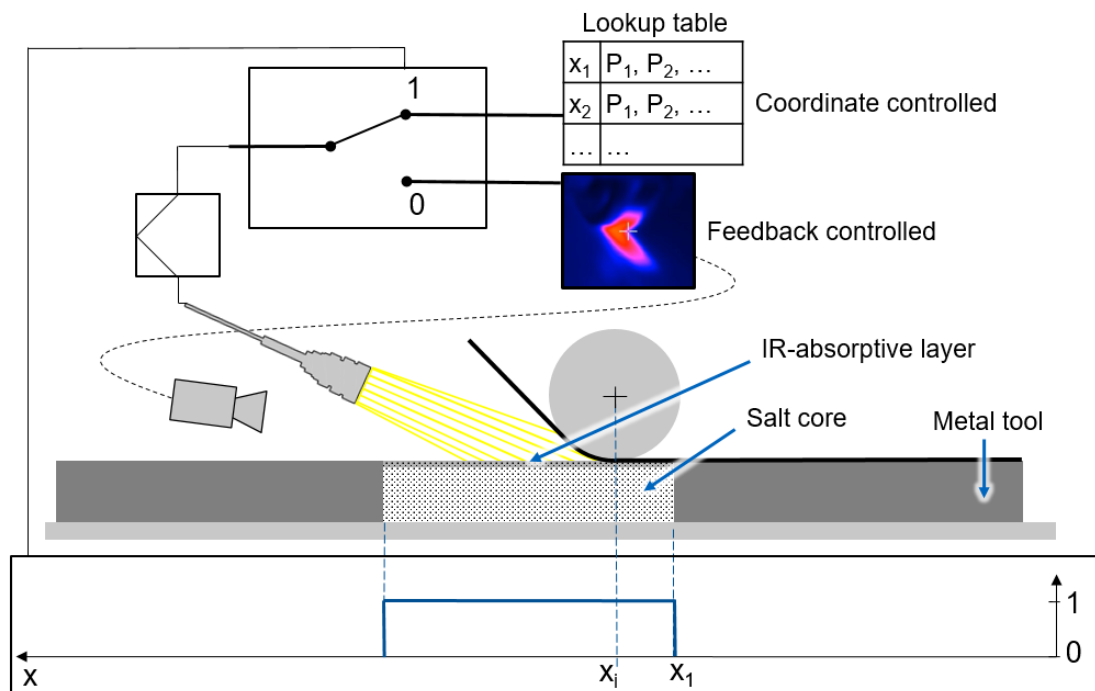 Lookup table
1
x1 P1, P2, …
x2 P1, P2, …
… …
Coordinate controlled
0
Feedback controlled
IR-absorptive layer
Salt core
Metal tool
1
0
x
xi
x1